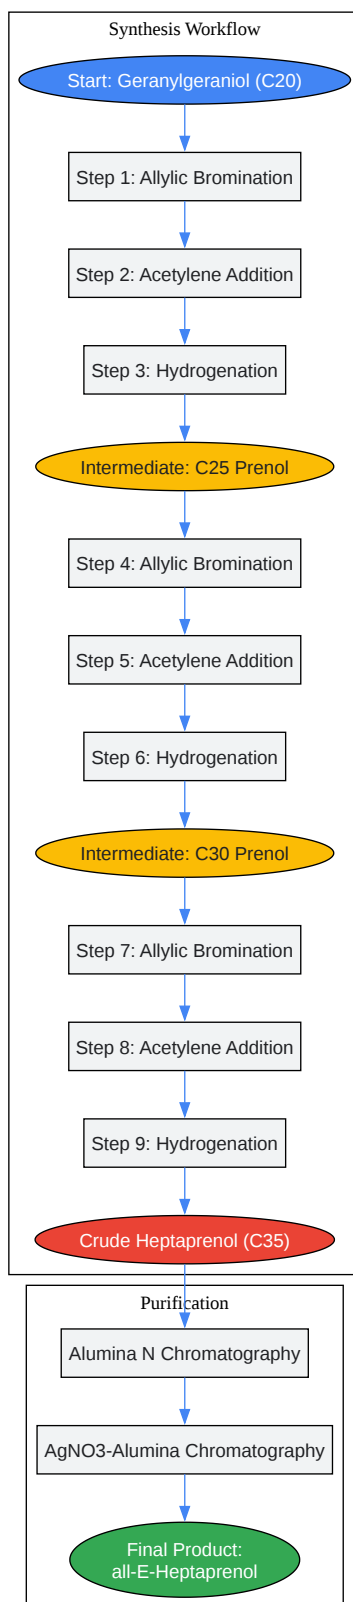 Synthesis Workflow
Start: Geranylgeraniol (C20)
Step 1: Allylic Bromination
Step 2: Acetylene Addition
Step 3: Hydrogenation
Intermediate: C25 Prenol
Step 4: Allylic Bromination
Step 5: Acetylene Addition
Step 6: Hydrogenation
Intermediate: C30 Prenol
Step 7: Allylic Bromination
Step 8: Acetylene Addition
Step 9: Hydrogenation
Crude Heptaprenol (C35)
Purification
Alumina N Chromatography
AgNO3-Alumina Chromatography
Final Product:
all-E-Heptaprenol